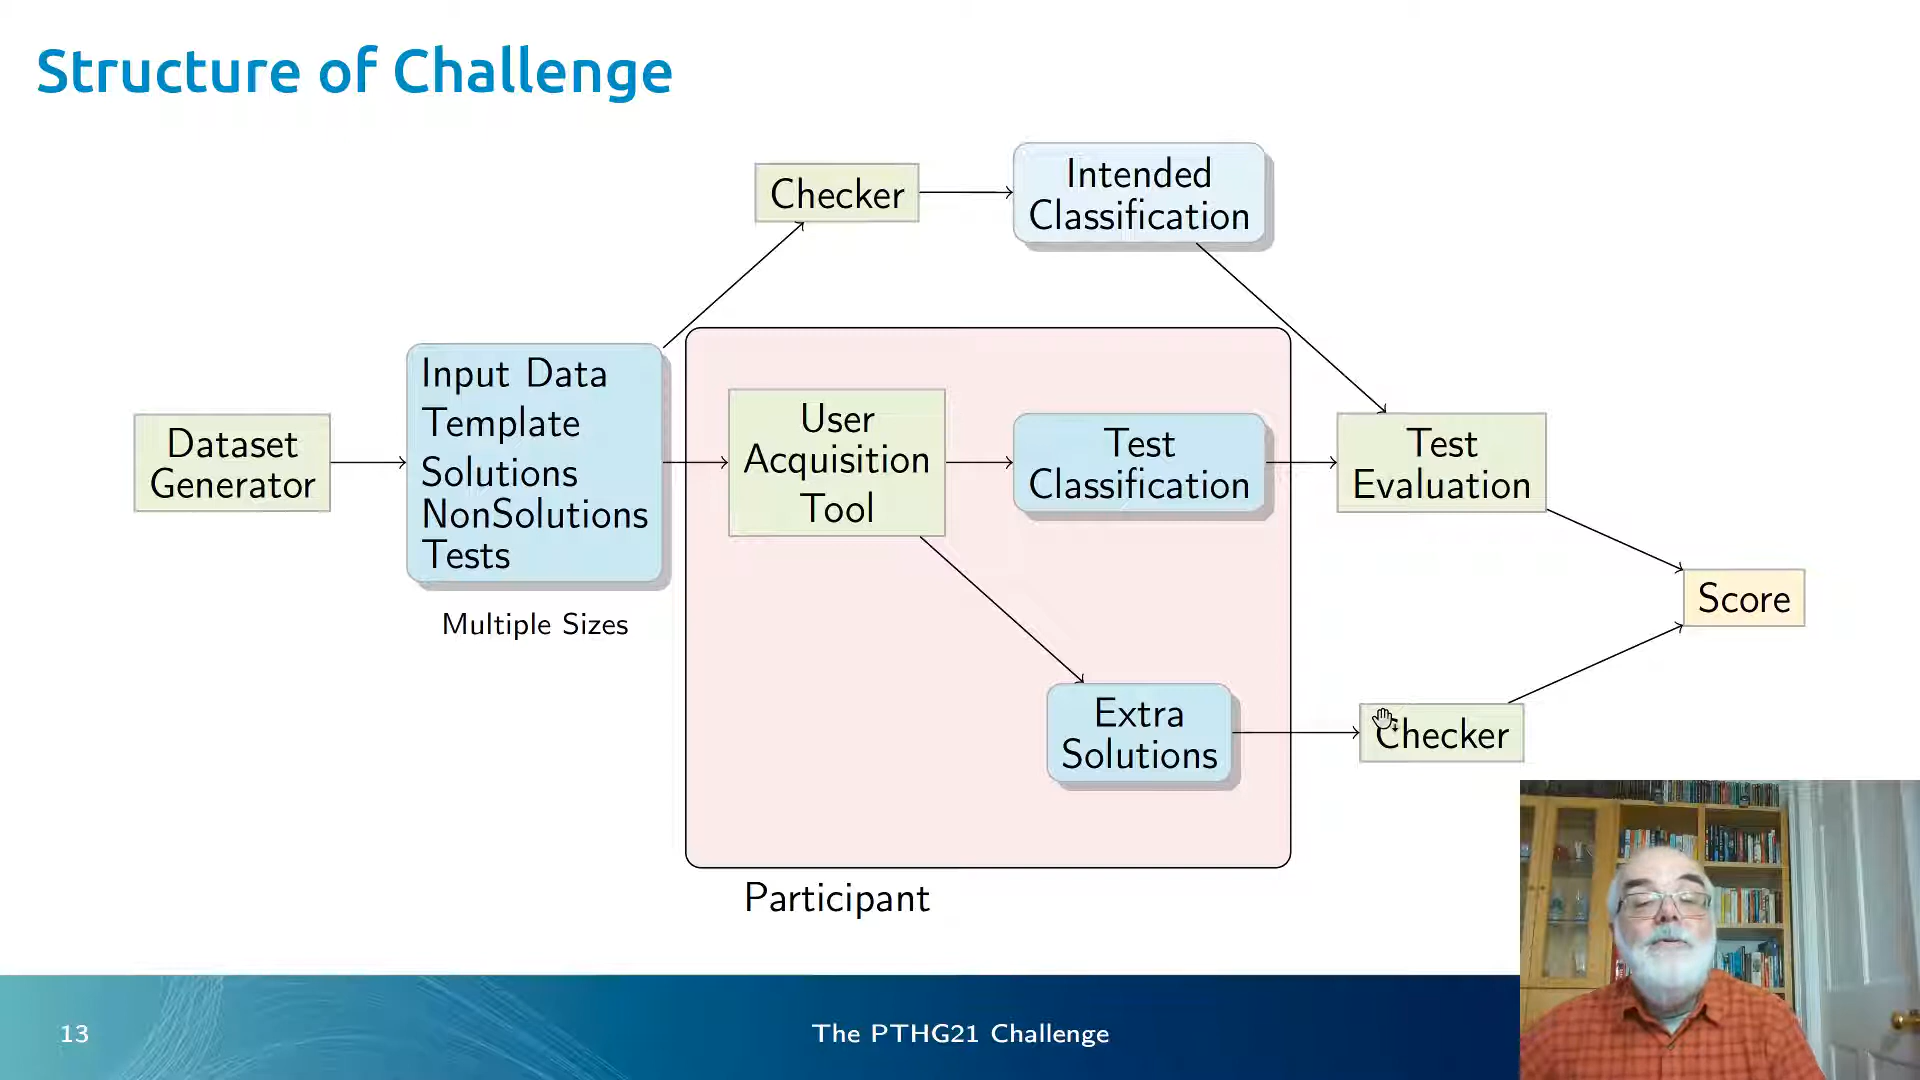 Structure of Challenge
Checker
Intended
Classification
Dataset
Generator
Input Data
Template
Solutions
NonSolutions
Tests
Multiple Sizes
User
Acquisition
Tool
Test
Classification
Test
Evaluation
Extra
Solutions
Checker
Score
Participant
13
The PTHG21 Challenge